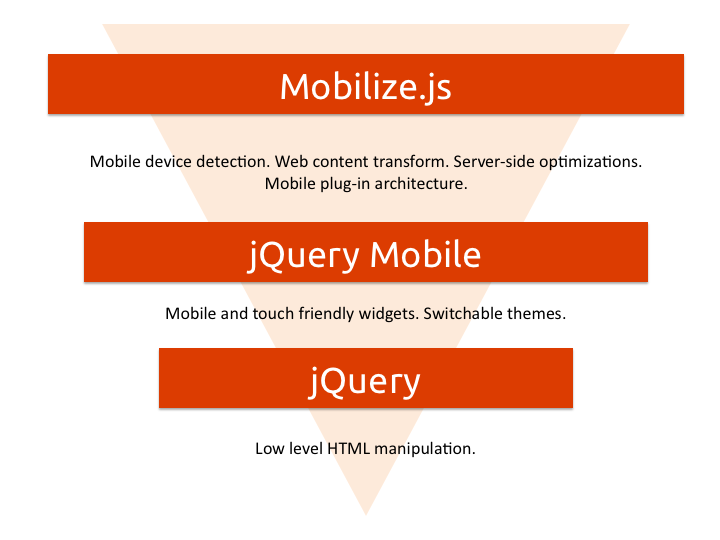 Mobilize.js
Mobile device detection. Web content transform. Server-side optimizations.
Mobile plug-in architecture.
jQuery Mobile
Mobile and touch friendly widgets. Switchable themes.
jQuery
Low level HTML manipulation.